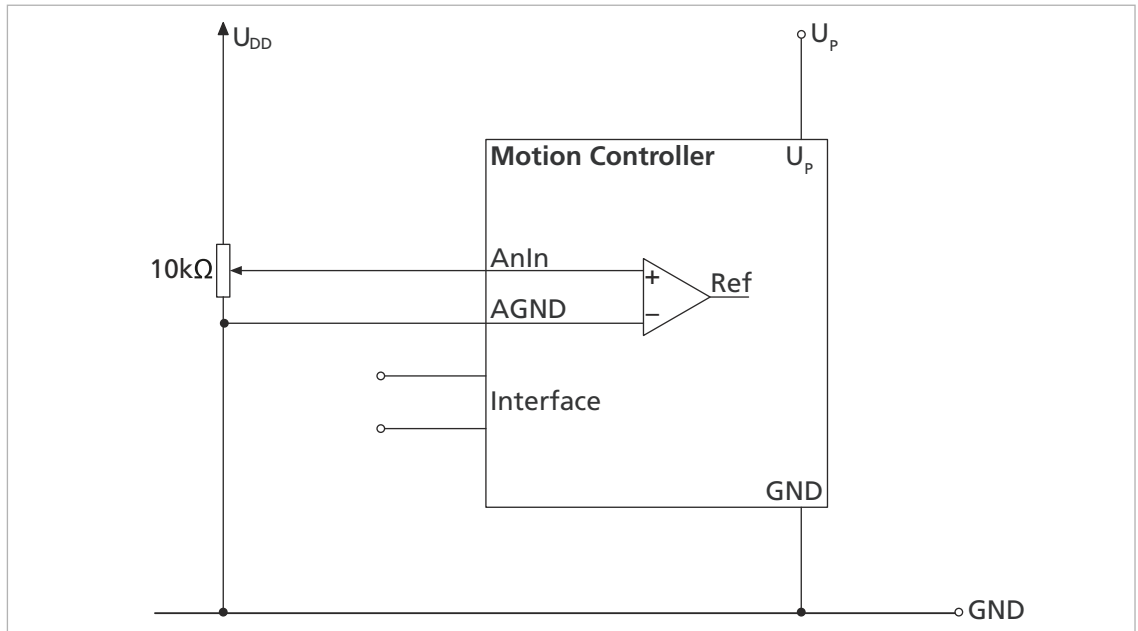 U_DD
U_P
Motion Controller
U_P
AnIn
10kΩ
+
Ref
AGND
−
Interface
GND
GND